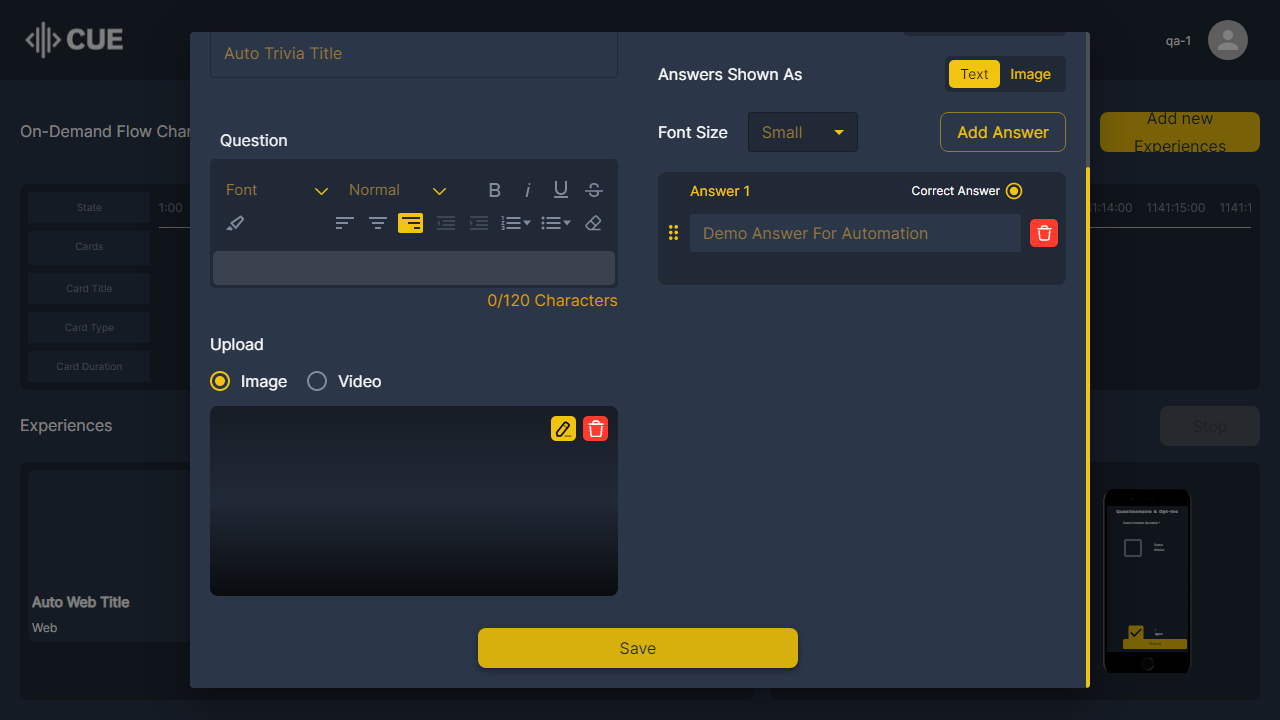 CUE
qa-1
On-Demand Flow Char
Add new
Experiences
State
Cards
Card Title
Card Type
Card Duration
1:00
1:14:00
1141:15:00
1141:1
Experiences
Stop
Auto Web Title
Web
Auto Trivia Title
Question
Font
Normal
B
i
U
S
0/120 Characters
Upload
Image
Video
Answers Shown As
Text
Image
Font Size
Small
Add Answer
Answer 1
Correct Answer
Demo Answer For Automation
Save
Questionnaire & Opt-Ins